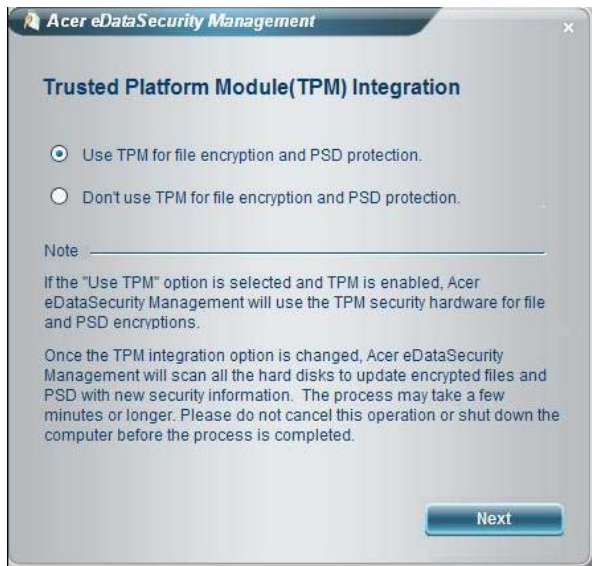 Acer eDataSecurity Management
Trusted Platform Module(TPM) Integration
Use TPM for file encryption and PSD protection.
Don't use TPM for file encryption and PSD protection.
Note
If the "Use TPM" option is selected and TPM is enabled, Acer
eDataSecurity Management will use the TPM security hardware for file
and PSD encryptions.
Once the TPM integration option is changed, Acer eDataSecurity
Management will scan all the hard disks to update encrypted files and
PSD with new security information. The process may take a few
minutes or longer. Please do not cancel this operation or shut down the
computer before the process is completed.
Next